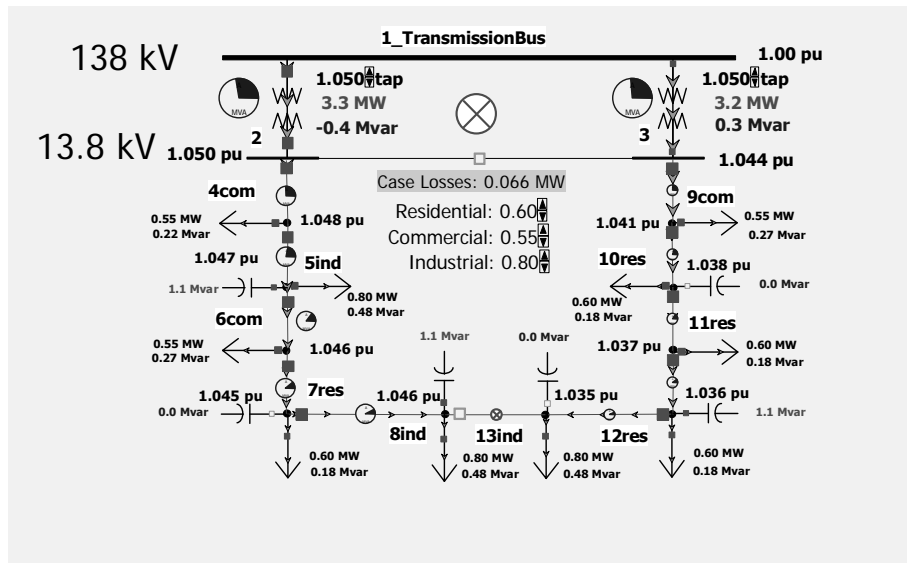 1_TransmissionBus
138 kV
1.00 pu
1.050 tap
3.3 MW
-0.4 Mvar
MVA
2
1.050 tap
3.2 MW
0.3 Mvar
MVA
3
13.8 kV
1.050 pu
1.044 pu
Case Losses: 0.066 MW
Residential: 0.60
Commercial: 0.55
Industrial: 0.80
4com
0.55 MW
0.22 Mvar
1.048 pu
1.047 pu
5ind
1.1 Mvar
0.80 MW
0.48 Mvar
6com
0.55 MW
0.27 Mvar
1.046 pu
1.045 pu
7res
0.0 Mvar
0.60 MW
0.18 Mvar
1.1 Mvar
1.046 pu
8ind
0.80 MW
0.48 Mvar
0.0 Mvar
1.035 pu
13ind
0.80 MW
0.48 Mvar
9com
1.041 pu
0.55 MW
0.27 Mvar
10res
1.038 pu
0.0 Mvar
0.60 MW
0.18 Mvar
11res
1.037 pu
0.60 MW
0.18 Mvar
1.036 pu
1.1 Mvar
12res
0.60 MW
0.18 Mvar